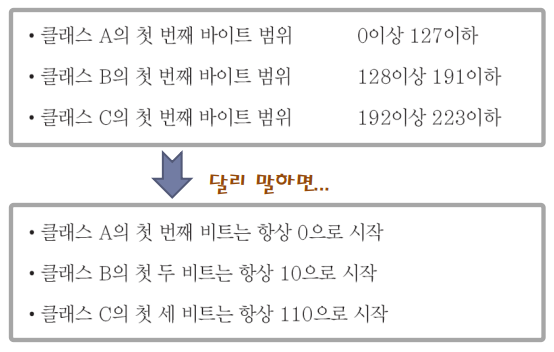 • 클래스 A의 첫 번째 바이트 범위 0이상 127이하
• 클래스 B의 첫 번째 바이트 범위 128이상 191이하
• 클래스 C의 첫 번째 바이트 범위 192이상 223이하
달리 말하면...
• 클래스 A의 첫 번째 비트는 항상 0으로 시작
• 클래스 B의 첫 두 비트는 항상 10으로 시작
• 클래스 C의 첫 세 비트는 항상 110으로 시작